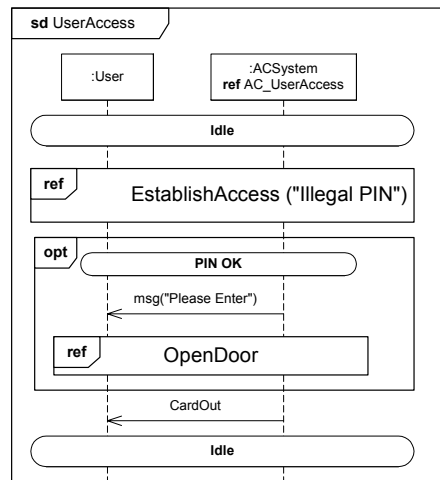 sd UserAccess
:User
:ACSystem
ref AC_UserAccess
Idle
ref
EstablishAccess ("Illegal PIN")
opt
PIN OK
msg("Please Enter")
ref
OpenDoor
CardOut
Idle